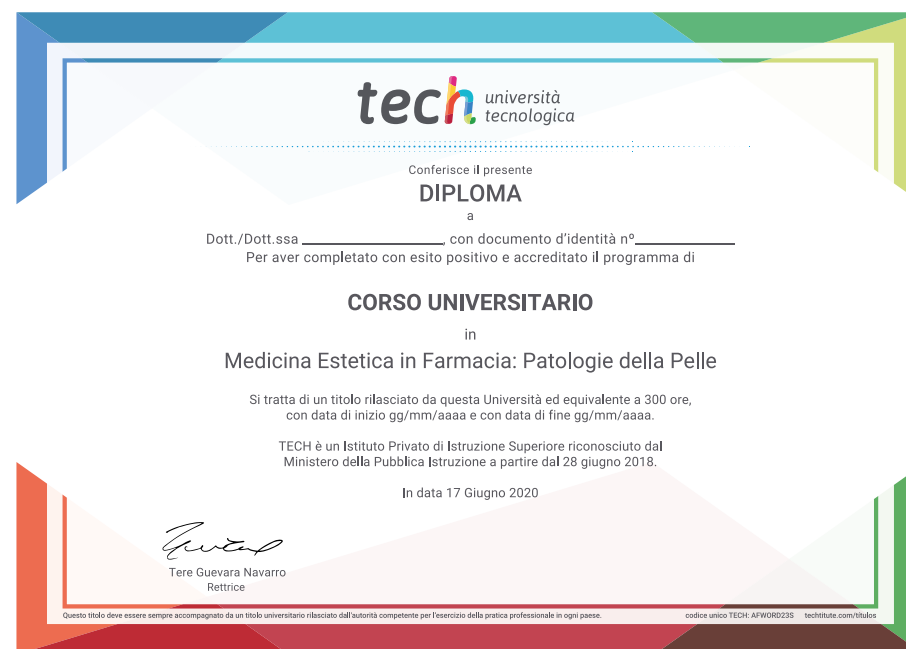 tech università
tecnologica
Conferisce il presente
DIPLOMA
a
Dott./Dott.ssa ____________________, con documento d'identità nº______________
Per aver completato con esito positivo e accreditato il programma di
CORSO UNIVERSITARIO
in
Medicina Estetica in Farmacia: Patologie della Pelle
Si tratta di un titolo rilasciato da questa Università ed equivalente a 300 ore,
con data di inizio gg/mm/aaaa e con data di fine gg/mm/aaaa.
TECH è un Istituto Privato di Istruzione Superiore riconosciuto dal
Ministero della Pubblica Istruzione a partire dal 28 giugno 2018.
In data 17 Giugno 2020
Tere Guevara Navarro
Rettrice
Questo titolo deve essere sempre accompagnato da un titolo universitario rilasciato dall'autorità competente per l'esercizio della pratica professionale in ogni paese. codice unico TECH: AFWORD23S techtitute.com/titulos